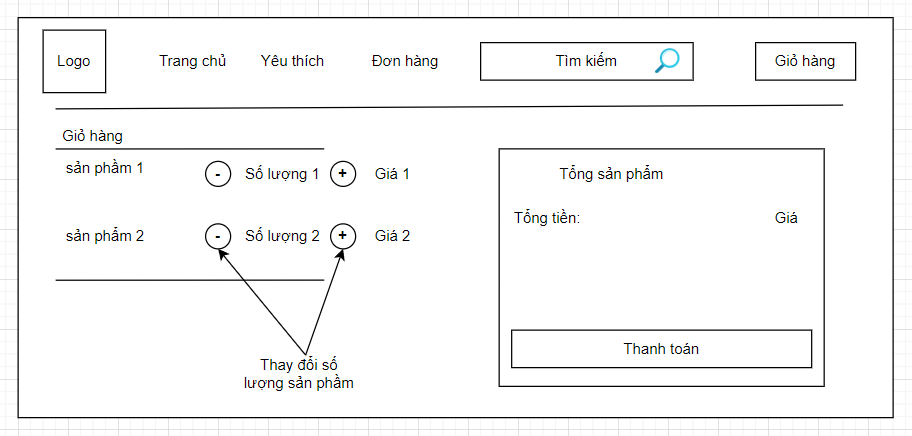 Logo
Trang chủ
Yêu thích
Đơn hàng
Tìm kiếm
Giỏ hàng
Giỏ hàng
sản phầm 1
-
Số lượng 1
+
Giá 1
sản phẩm 2
-
Số lượng 2
+
Giá 2
Thay đổi số
lượng sản phầm
Tổng sản phẩm
Tổng tiền:
Giá
Thanh toán